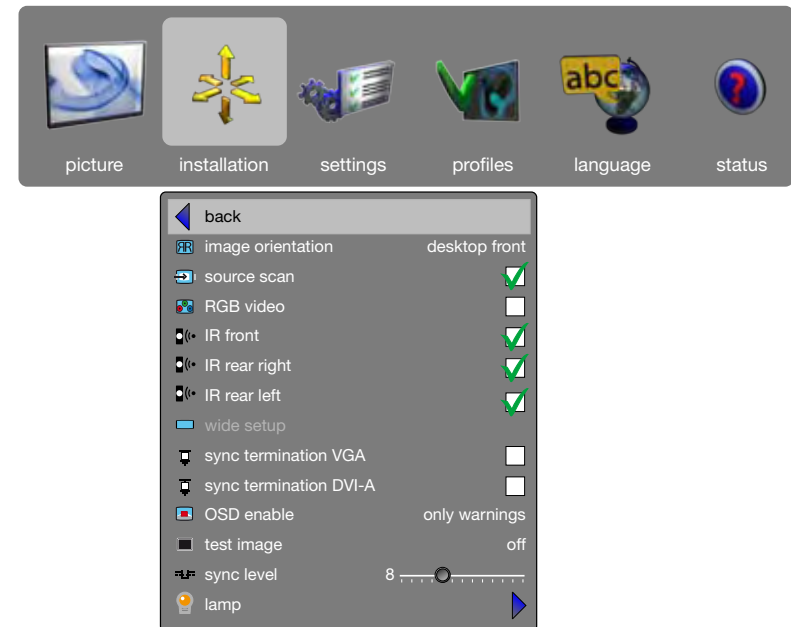 abc
picture installation settings profiles language status
back
image orientation desktop front
source scan
RGB video
IR front
IR rear right
IR rear left
wide setup
sync termination VGA
sync termination DVI-A
OSD enable only warnings
test image off
sync level 8
lamp